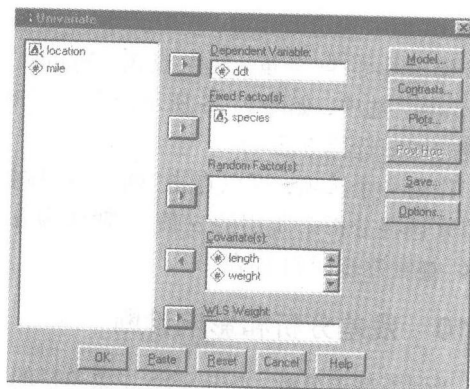 Univariate
location
mile
Dependent Variable:
ddt
Fixed Factor(s):
species
Random Factor(s):
Covariate(s):
length
weight
WLS Weight:
Model...
Contrasts...
Plots...
Post Hoc...
Save...
Options...
OK
Paste
Reset
Cancel
Help